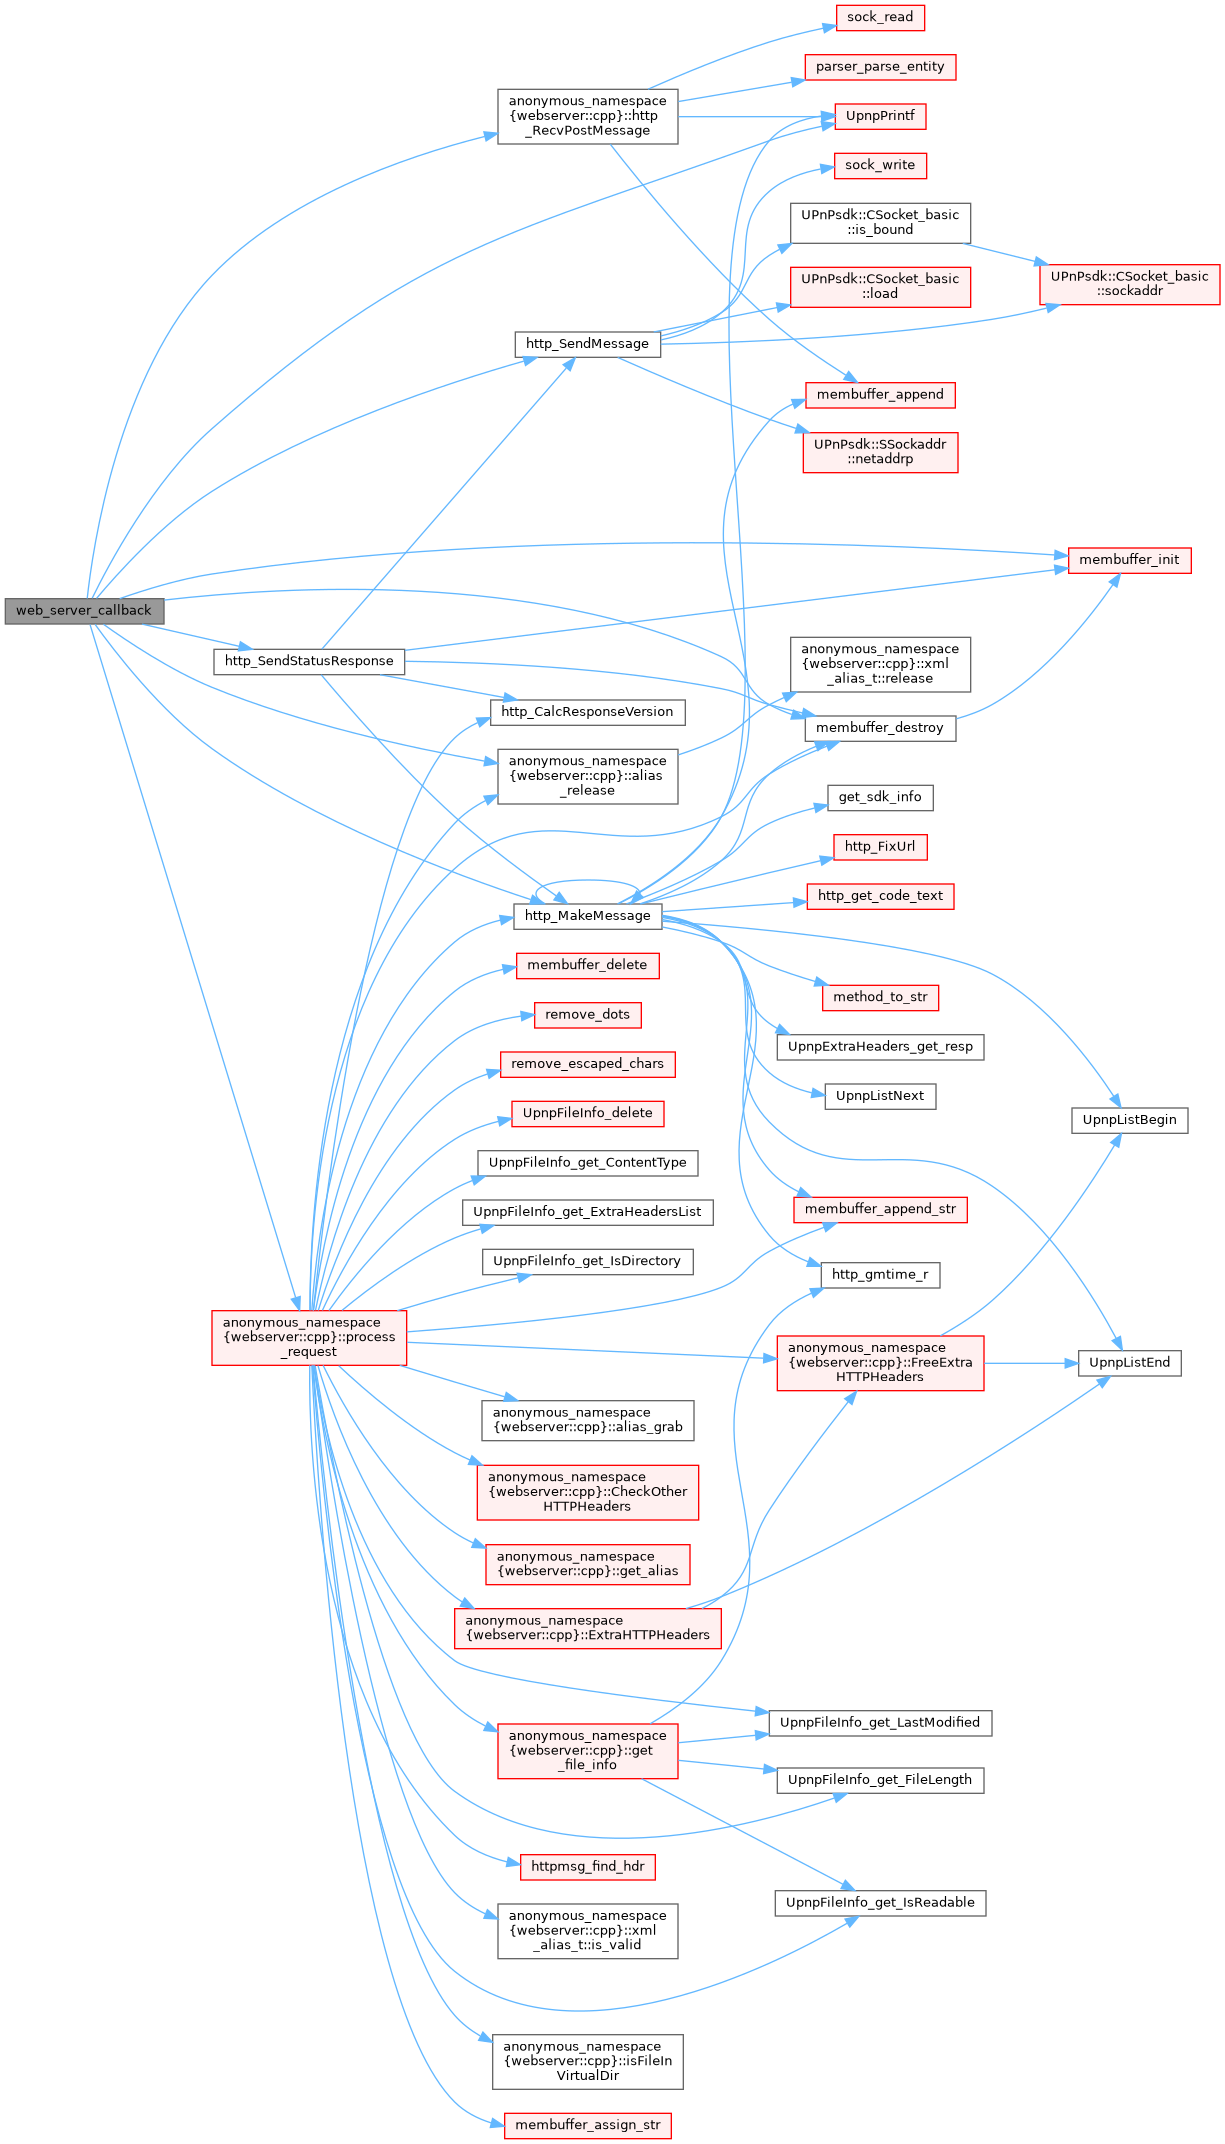 sock_read
parser_parse_entity
anonymous_namespace
{webserver::cpp}::http
_RecvPostMessage
UpnpPrintf
sock_write
UPnPsdk::CSocket_basic
::is_bound
UPnPsdk::CSocket_basic
::sockaddr
UPnPsdk::CSocket_basic
::load
http_SendMessage
membuffer_append
UPnPsdk::SSockaddr
::netaddrp
membuffer_init
web_server_callback
http_SendStatusResponse
anonymous_namespace
{webserver::cpp}::xml
_alias_t::release
http_CalcResponseVersion
membuffer_destroy
anonymous_namespace
{webserver::cpp}::alias
_release
get_sdk_info
http_FixUrl
http_get_code_text
http_MakeMessage
membuffer_delete
method_to_str
remove_dots
UpnpExtraHeaders_get_resp
remove_escaped_chars
UpnpListNext
UpnpFileInfo_delete
UpnpListBegin
UpnpFileInfo_get_ContentType
UpnpFileInfo_get_ExtraHeadersList
membuffer_append_str
UpnpFileInfo_get_IsDirectory
http_gmtime_r
anonymous_namespace
{webserver::cpp}::process
_request
anonymous_namespace
{webserver::cpp}::FreeExtra
HTTPHeaders
UpnpListEnd
anonymous_namespace
{webserver::cpp}::alias_grab
anonymous_namespace
{webserver::cpp}::CheckOther
HTTPHeaders
anonymous_namespace
{webserver::cpp}::get_alias
anonymous_namespace
{webserver::cpp}::ExtraHTTPHeaders
UpnpFileInfo_get_LastModified
anonymous_namespace
{webserver::cpp}::get
_file_info
UpnpFileInfo_get_FileLength
httpmsg_find_hdr
UpnpFileInfo_get_IsReadable
anonymous_namespace
{webserver::cpp}::xml
_alias_t::is_valid
anonymous_namespace
{webserver::cpp}::isFileIn
VirtualDir
membuffer_assign_str